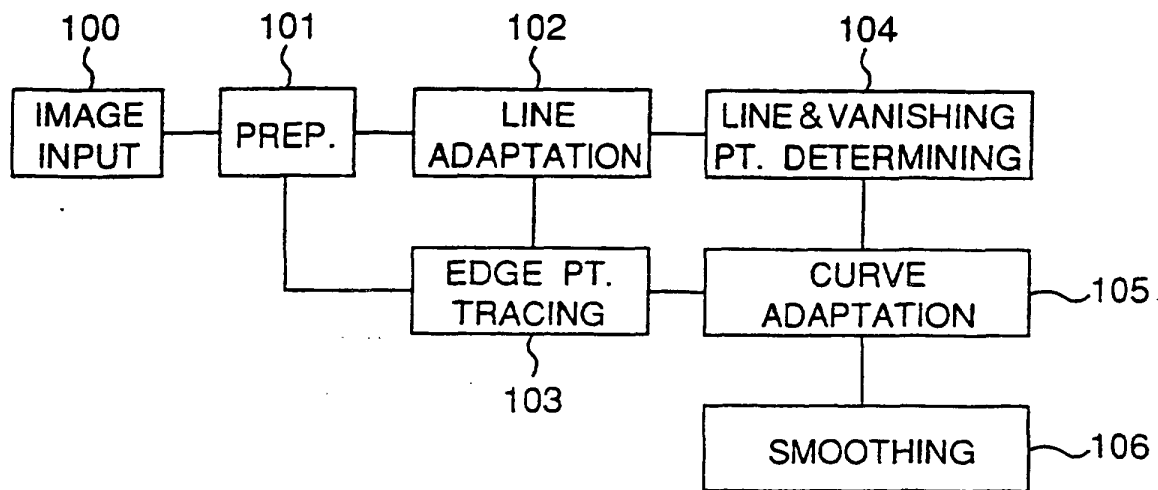 100
101
102
104
IMAGE
INPUT
PREP.
LINE
ADAPTATION
LINE & VANISHING
PT. DETERMINING
EDGE PT.
TRACING
CURVE
ADAPTATION
105
103
SMOOTHING
106